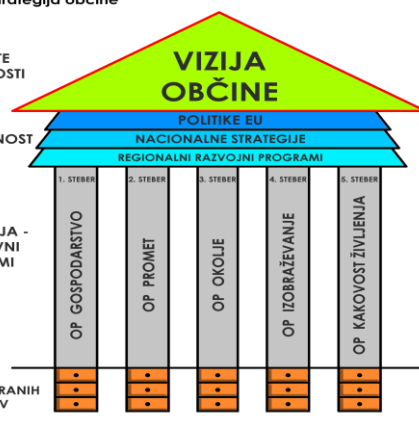 občine
VIZIJA
OBČINE
POLITIKE EU
NACIONALNE STRATEGIJE
REGIONALNI RAZVOJNI PROGRAMI
1. STEBER
2. STEBER
3. STEBER
4. STEBER
5. STEBER
OP GOSPODARSTVO
OP PROMET
OP OKOLJE
OP IZOBRAŽEVANJE
OP KAKOVOST ŽIVLJENJA